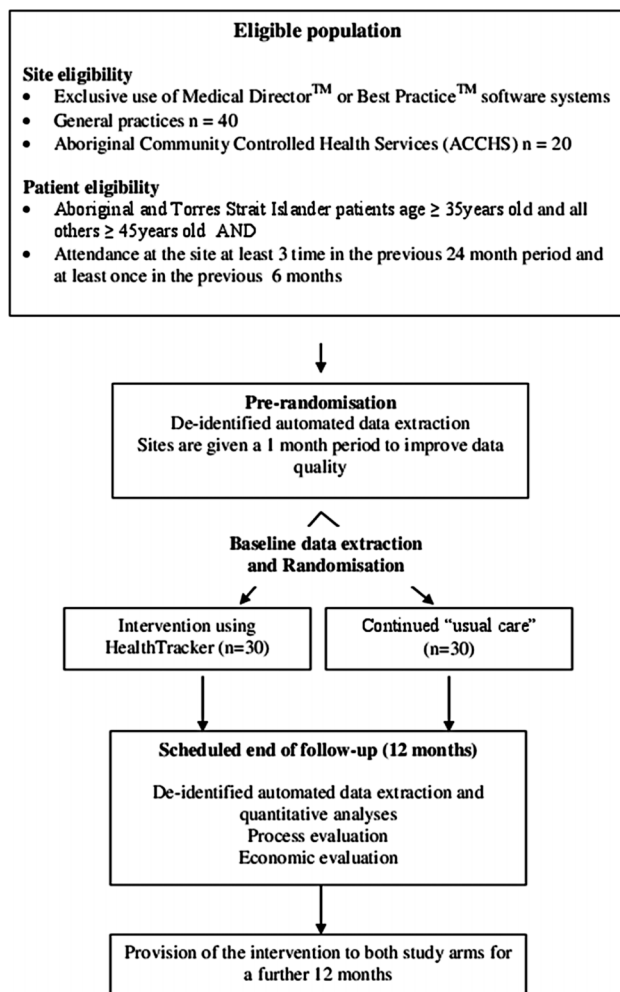 Eligible population
Site eligibility
• Exclusive use of Medical Director™ or Best Practice™ software systems
• General practices n = 40
• Aboriginal Community Controlled Health Services (ACCHS) n = 20
Patient eligibility
• Aboriginal and Torres Strait Islander patients age ≥ 35years old and all
others ≥ 45years old AND
• Attendance at the site at least 3 time in the previous 24 month period and
at least once in the previous 6 months
Pre-randomisation
De-identified automated data extraction
Sites are given a 1 month period to improve data
quality
Baseline data extraction
and Randomisation
Intervention using
HealthTracker (n=30)
Continued “usual care”
(n=30)
Scheduled end of follow-up (12 months)
De-identified automated data extraction and
quantitative analyses
Process evaluation
Economic evaluation
Provision of the intervention to both study arms for
a further 12 months